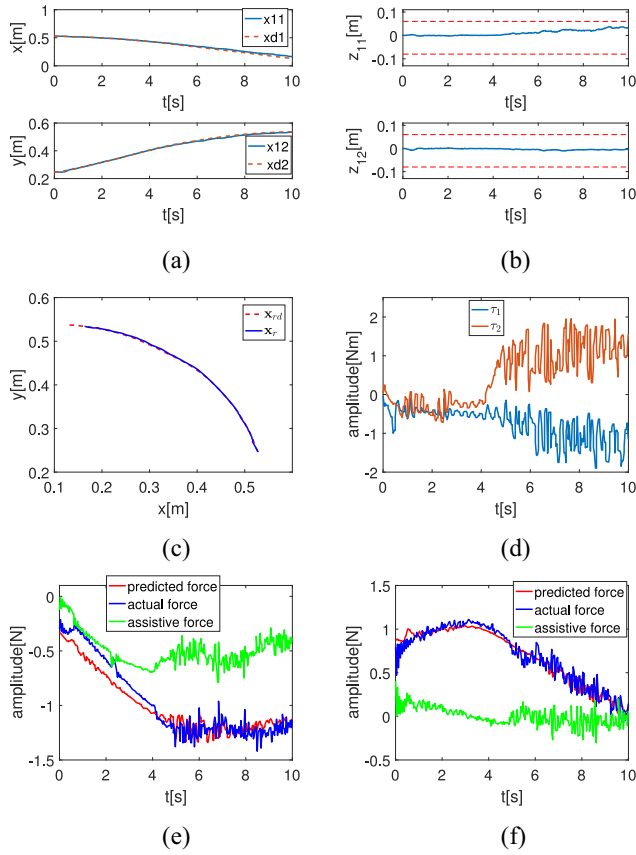 x[m]
1
0.5
0
x11
xd1
0 2 4 6 8 10
t[s]
y[m]
0.6
0.4
0.2
x12
xd2
0 2 4 6 8 10
t[s]
(a)
z11[m]
0.1
0
-0.1
0 2 4 6 8 10
t[s]
z12[m]
0.1
0
-0.1
0 2 4 6 8 10
t[s]
(b)
y[m]
0.6
0.5
0.4
0.3
0.2
xrd
xr
0.1 0.2 0.3 0.4 0.5
x[m]
(c)
amplitude[Nm]
2
1
0
-1
-2
τ1
τ2
0 2 4 6 8 10
t[s]
(d)
amplitude[N]
0
-0.5
-1
-1.5
predicted force
actual force
assistive force
0 2 4 6 8 10
t[s]
(e)
amplitude[N]
1.5
1
0.5
0
-0.5
predicted force
actual force
assistive force
0 2 4 6 8 10
t[s]
(f)